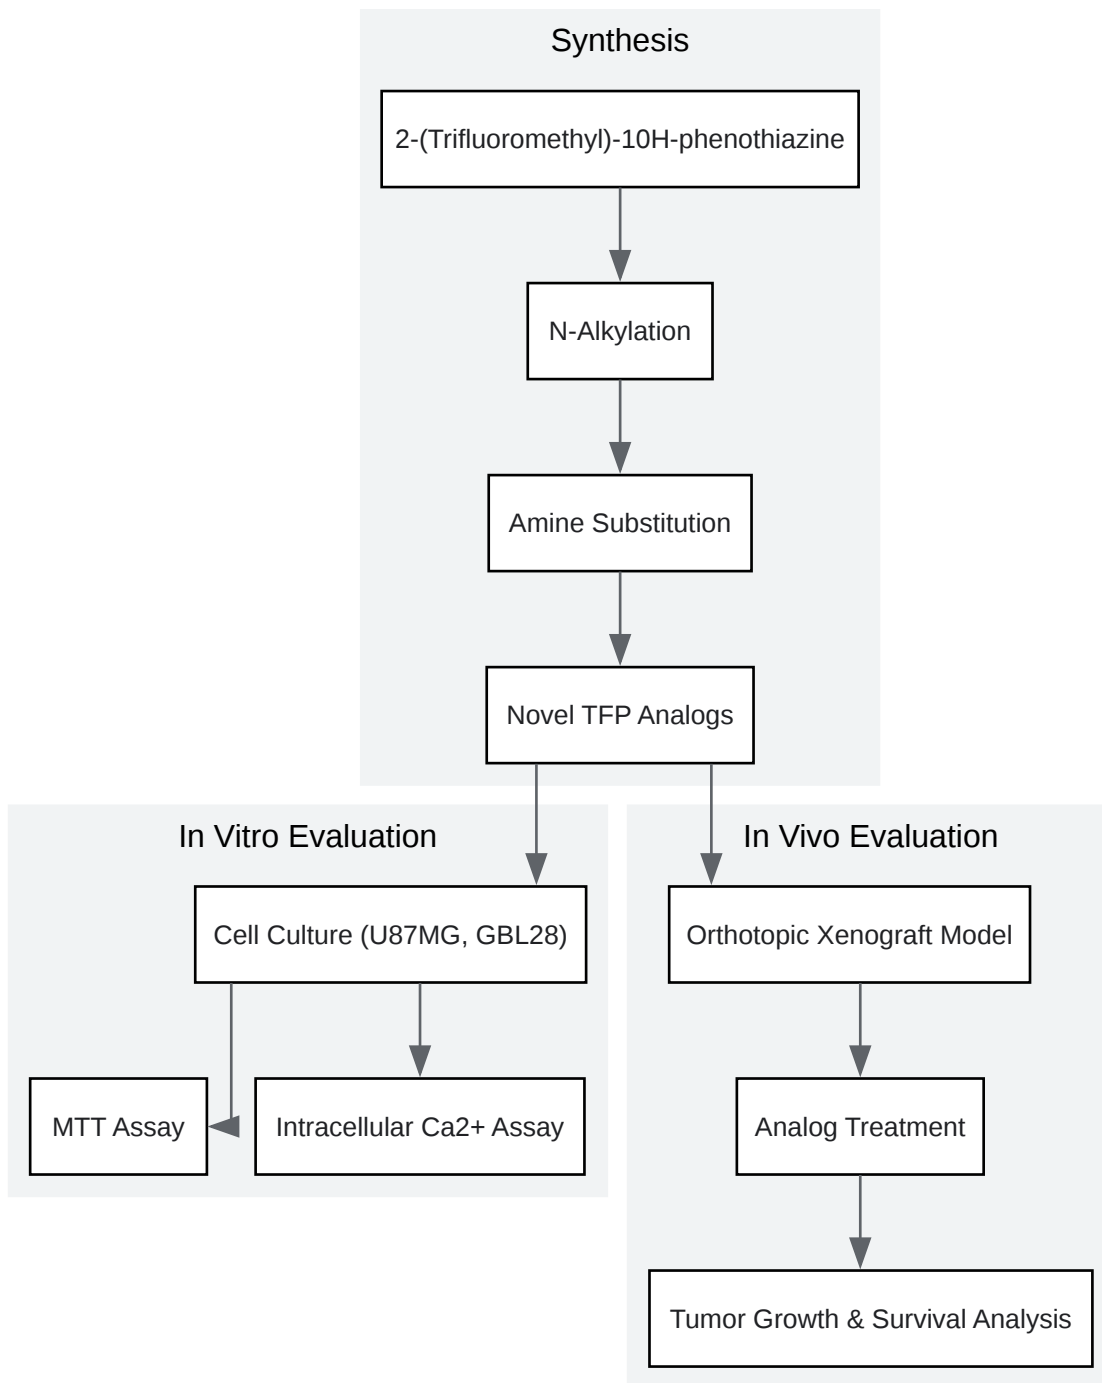 Synthesis
2-(Trifluoromethyl)-10H-phenothiazine
N-Alkylation
Amine Substitution
Novel TFP Analogs
In Vitro Evaluation
Cell Culture (U87MG, GBL28)
MTT Assay
Intracellular Ca2+ Assay
In Vivo Evaluation
Orthotopic Xenograft Model
Analog Treatment
Tumor Growth & Survival Analysis